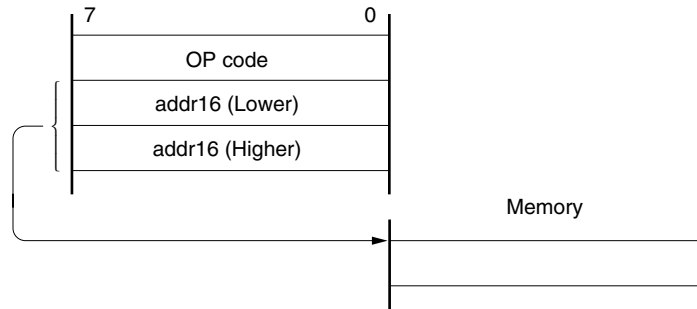 7 0
OP code
addr16 (Lower)
addr16 (Higher)
Memory